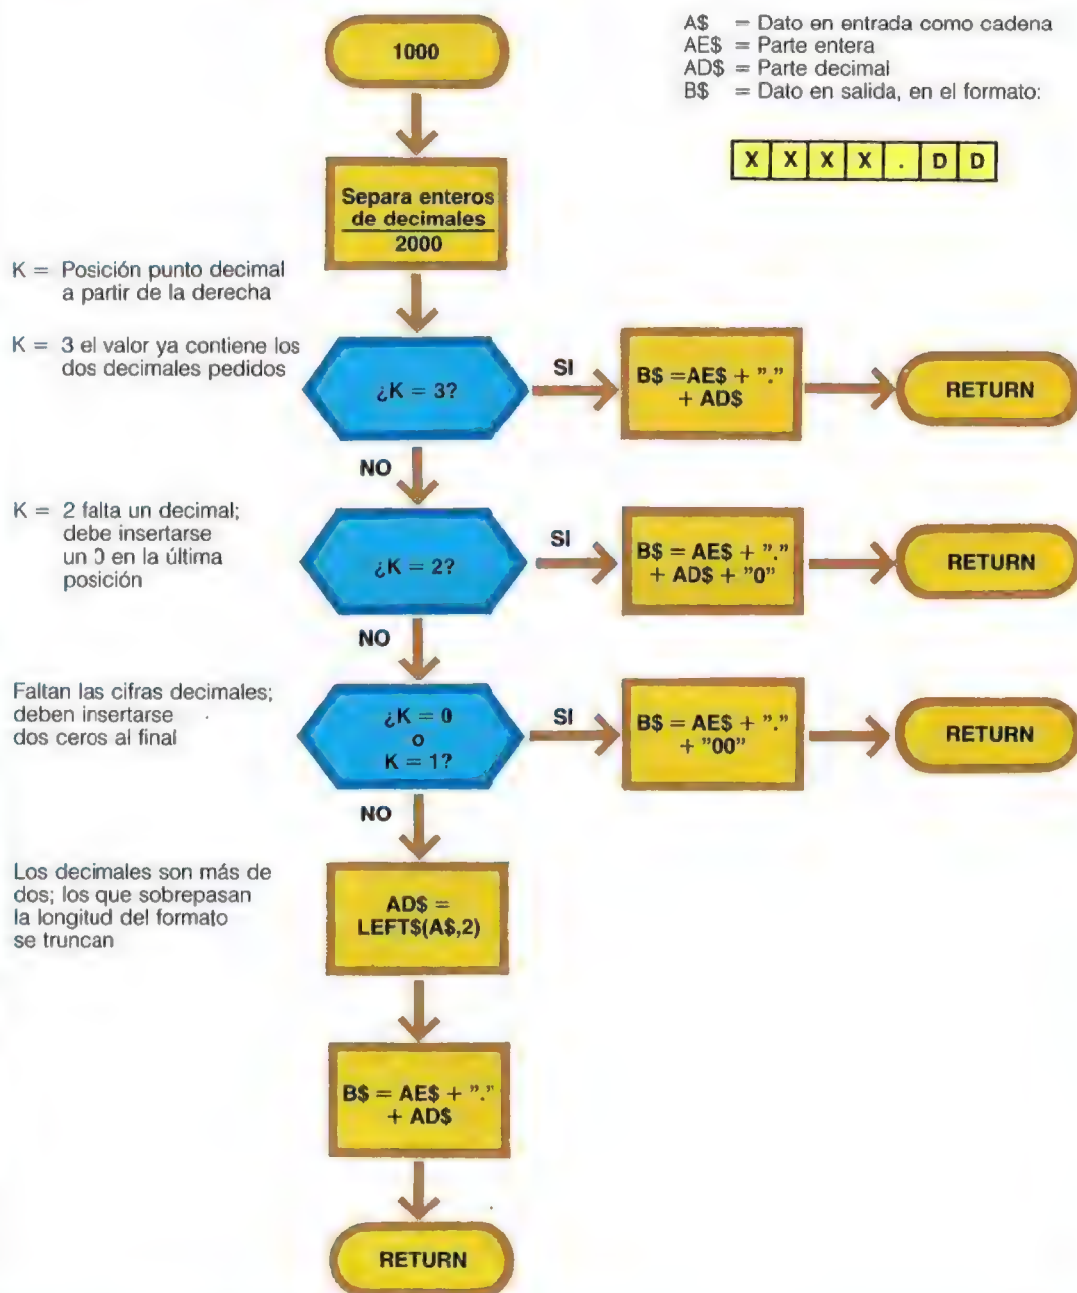 1000
A$ = Dato en entrada como cadena
AE$ = Parte entera
AD$ = Parte decimal
B$ = Dato en salida, en el formato:
X X X X . D D
Separa enteros
de decimales
2000
K = Posición punto decimal
a partir de la derecha
K = 3 el valor ya contiene los
dos decimales pedidos
¿K = 3?
SI
B$ =AE$ + "."
+ AD$
RETURN
NO
K = 2 falta un decimal;
debe insertarse
un 0 en la última
posición
¿K = 2?
SI
B$ = AE$ + "."
+ AD$ + "0"
RETURN
NO
Faltan las cifras decimales;
deben insertarse
dos ceros al final
¿K = 0
o
K = 1?
SI
B$ = AE$ + "."
+ "00"
RETURN
NO
Los decimales son más de
dos; los que sobrepasan
la longitud del formato
se truncan
AD$ =
LEFT$(A$,2)
B$ = AE$ + "."
+ AD$
RETURN